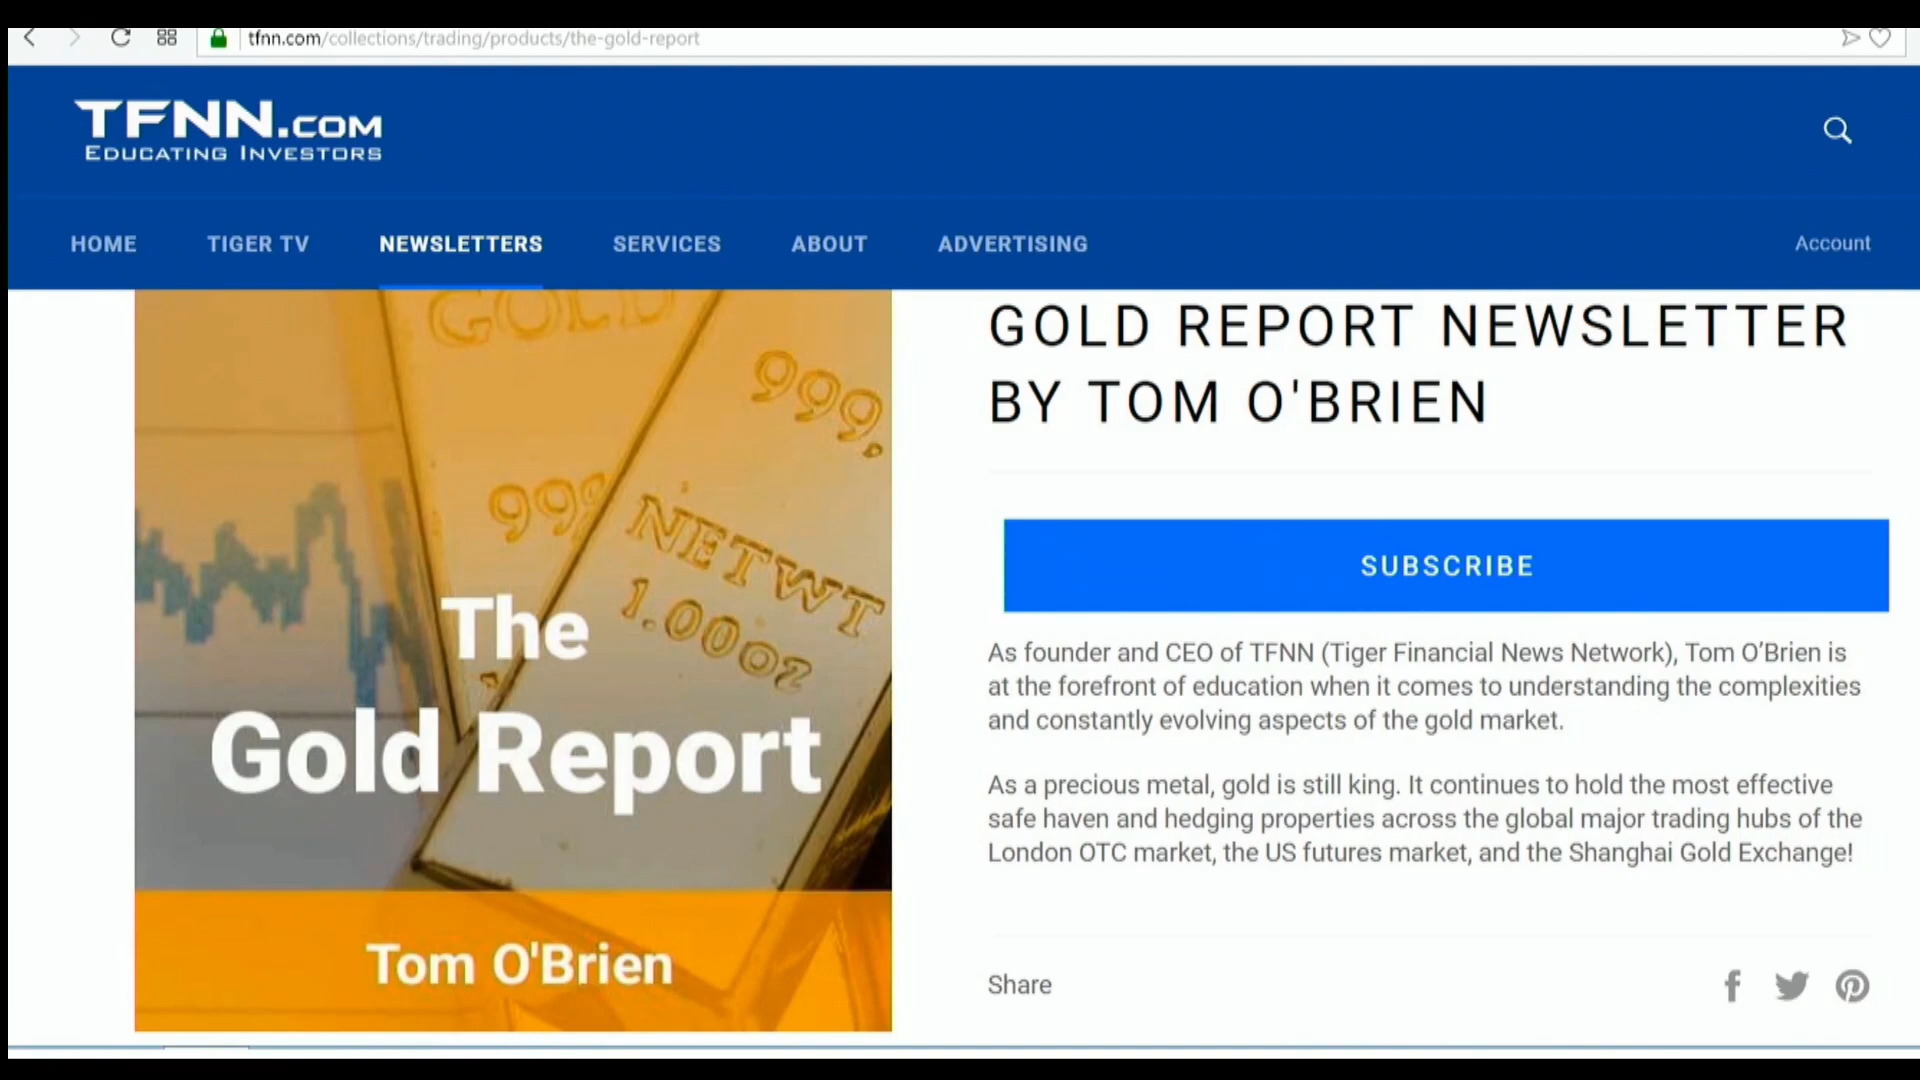 tfnn.com/collections/trading/products/the-gold-report
TFNN.COM
EDUCATING INVESTORS
HOME
TIGER TV
NEWSLETTERS
SERVICES
ABOUT
ADVERTISING
Account
GOLD
999.
99
NETWT
1.00OZ
The
Gold Report
Tom O'Brien
GOLD REPORT NEWSLETTER
BY TOM O'BRIEN
SUBSCRIBE
As founder and CEO of TFNN (Tiger Financial News Network), Tom O’Brien is
at the forefront of education when it comes to understanding the complexities
and constantly evolving aspects of the gold market.
As a precious metal, gold is still king. It continues to hold the most effective
safe haven and hedging properties across the global major trading hubs of the
London OTC market, the US futures market, and the Shanghai Gold Exchange!
Share